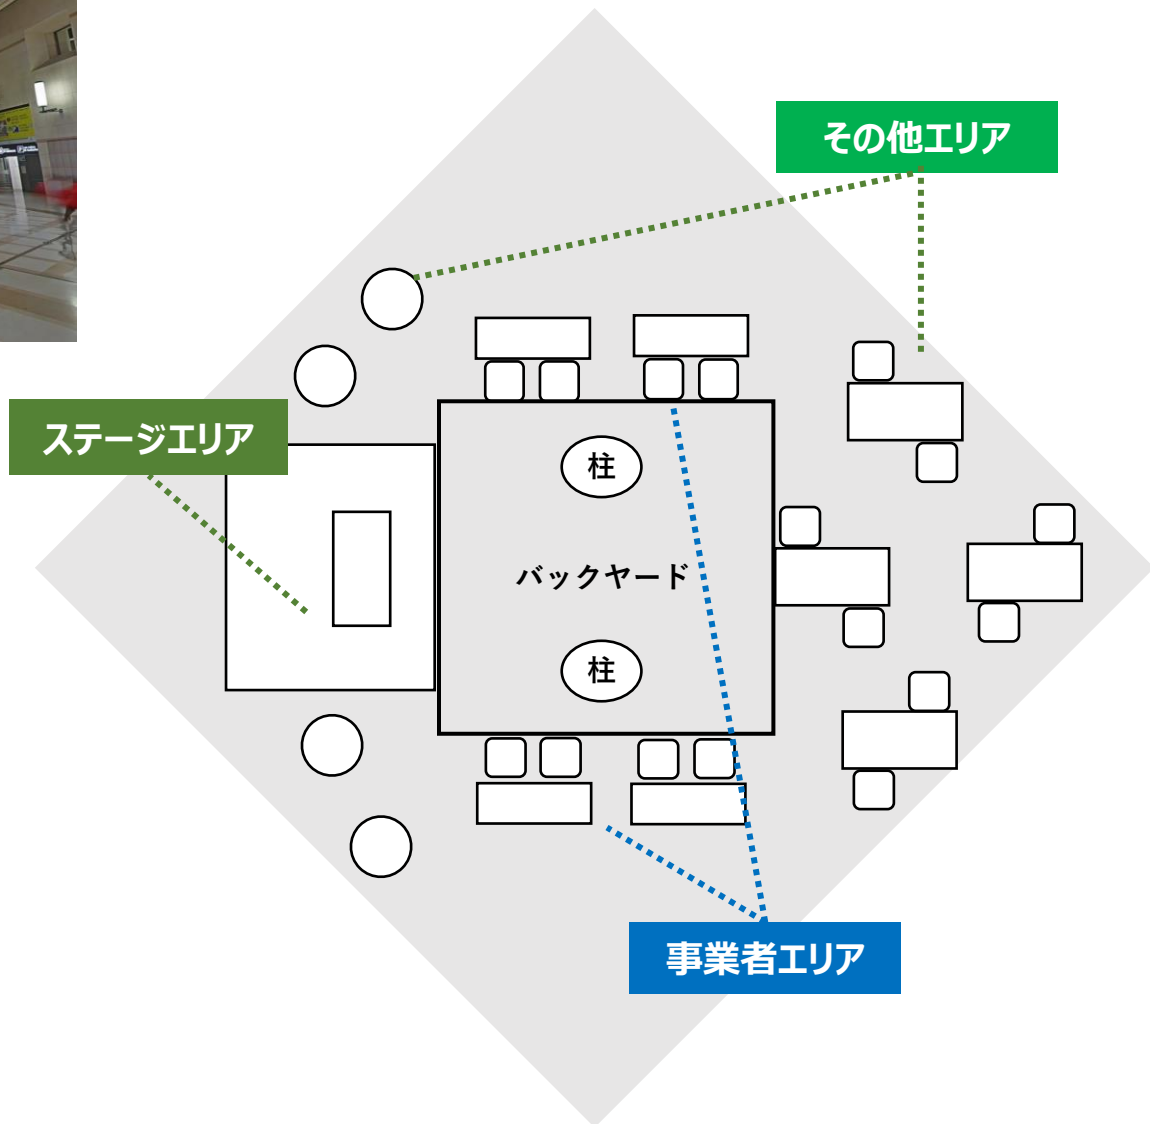 その他エリア
ステージエリア
柱
バックヤード
柱
事業者エリア